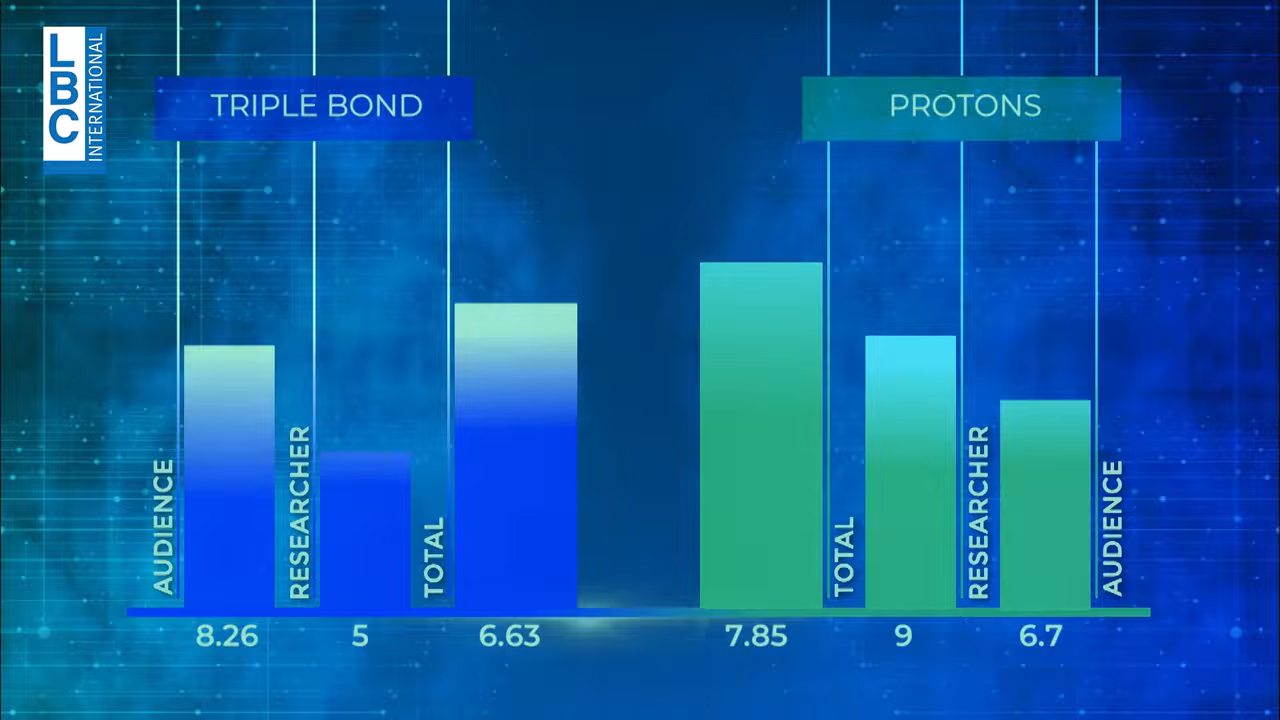 LBC
INTERNATIONAL
TRIPLE BOND
PROTONS
AUDIENCE
RESEARCHER
TOTAL
TOTAL
RESEARCHER
AUDIENCE
8.26
5
6.63
7.85
9
6.7